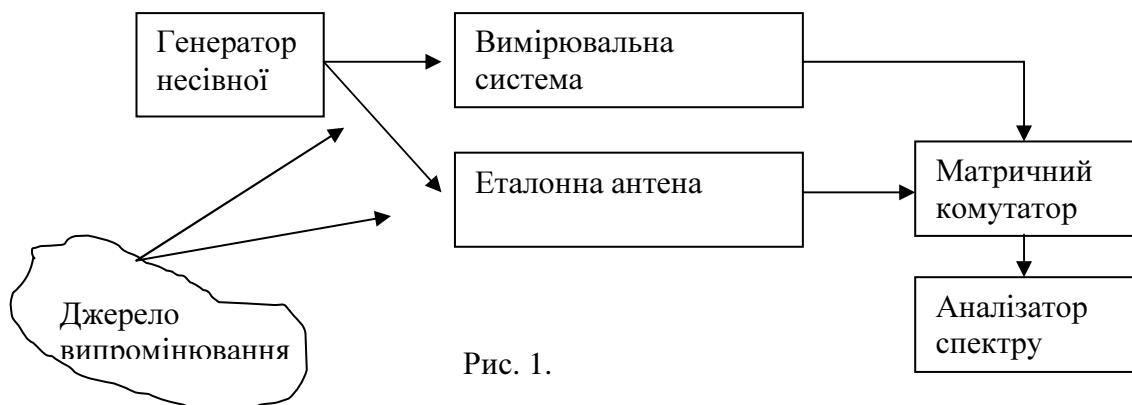 Генератор
несівної
Вимірювальна
система
Еталонна антена
Матричний
комутатор
Аналізатор
спектру
Джерело
випромінювання
Рис. 1.